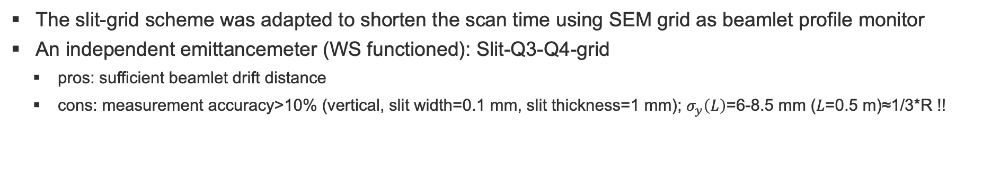 ▪ The slit-grid scheme was adapted to shorten the scan time using SEM grid as beamlet profile monitor
▪ An independent emittancemeter (WS functioned): Slit-Q3-Q4-grid
▪ pros: sufficient beamlet drift distance
▪ cons: measurement accuracy>10% (vertical, slit width=0.1 mm, slit thickness=1 mm); σ_y(L)=6-8.5 mm (L=0.5 m)≈1/3*R !!